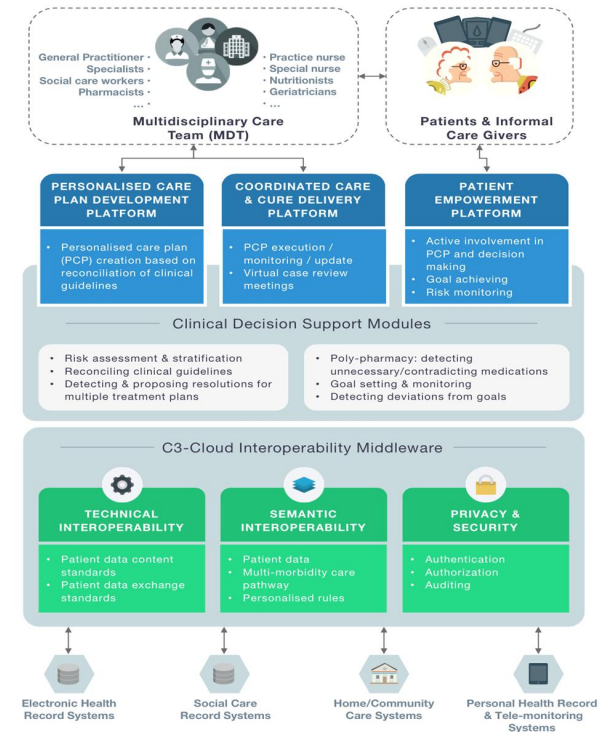 General Practitioner ·
Specialists ·
Social care workers ·
Pharmacists ·
... ·
· Practice nurse
· Special nurse
· Nutritionists
· Geriatricians
· ...
Multidisciplinary Care
Team (MDT)
Patients & Informal
Care Givers
PERSONALISED CARE
PLAN DEVELOPMENT
PLATFORM
• Personalised care plan
(PCP) creation based on
reconciliation of clinical
guidelines
COORDINATED CARE
& CURE DELIVERY
PLATFORM
• PCP execution /
monitoring / update
• Virtual case review
meetings
PATIENT
EMPOWERMENT
PLATFORM
• Active involvement in
PCP and decision
making
• Goal achieving
• Risk monitoring
Clinical Decision Support Modules
• Risk assessment & stratification
• Reconciling clinical guidelines
• Detecting & proposing resolutions for
multiple treatment plans
• Poly-pharmacy: detecting
unnecessary/contradicting medications
• Goal setting & monitoring
• Detecting deviations from goals
C3-Cloud Interoperability Middleware
TECHNICAL
INTEROPERABILITY
• Patient data content
standards
• Patient data exchange
standards
SEMANTIC
INTEROPERABILITY
• Patient data
• Multi-morbidity care
pathway
• Personalised rules
PRIVACY &
SECURITY
• Authentication
• Authorization
• Auditing
Electronic Health
Record Systems
Social Care
Record Systems
Home/Community
Care Systems
Personal Health Record
& Tele-monitoring
Systems